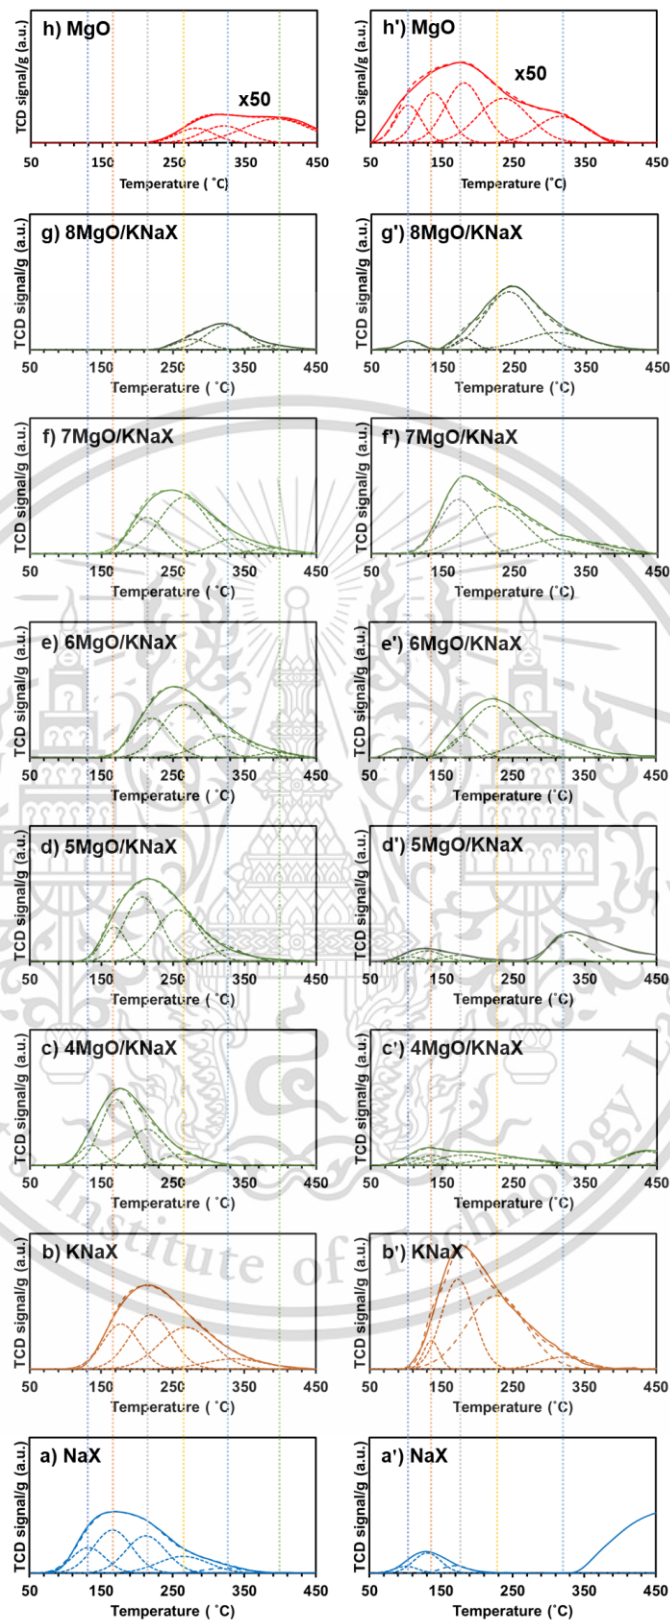 h) MgO
x50
TCD signal/g (a.u.)
50 150 250 350 450
Temperature (˚C)
h') MgO
x50
TCD signal/g (a.u.)
50 150 250 350 450
Temperature (˚C)
g) 8MgO/KNaX
TCD signal/g (a.u.)
50 150 250 350 450
Temperature (˚C)
g') 8MgO/KNaX
TCD signal/g (a.u.)
50 150 250 350 450
Temperature (˚C)
f) 7MgO/KNaX
TCD signal/g (a.u.)
50 150 250 350 450
Temperature (˚C)
f') 7MgO/KNaX
TCD signal/g (a.u.)
50 150 250 350 450
Temperature (˚C)
e) 6MgO/KNaX
TCD signal/g (a.u.)
50 150 250 350 450
Temperature (˚C)
e') 6MgO/KNaX
TCD signal/g (a.u.)
50 150 250 350 450
Temperature (˚C)
d) 5MgO/KNaX
TCD signal/g (a.u.)
50 150 250 350 450
Temperature (˚C)
d') 5MgO/KNaX
TCD signal/g (a.u.)
50 150 250 350 450
Temperature (˚C)
c) 4MgO/KNaX
TCD signal/g (a.u.)
50 150 250 350 450
Temperature (˚C)
c') 4MgO/KNaX
TCD signal/g (a.u.)
50 150 250 350 450
Temperature (˚C)
Institute of Technology
b) KNaX
TCD signal/g (a.u.)
50 150 250 350 450
Temperature (˚C)
b') KNaX
TCD signal/g (a.u.)
50 150 250 350 450
Temperature (˚C)
a) NaX
TCD signal/g (a.u.)
50 150 250 350 450
Temperature (˚C)
a') NaX
TCD signal/g (a.u.)
50 150 250 350 450
Temperature (˚C)